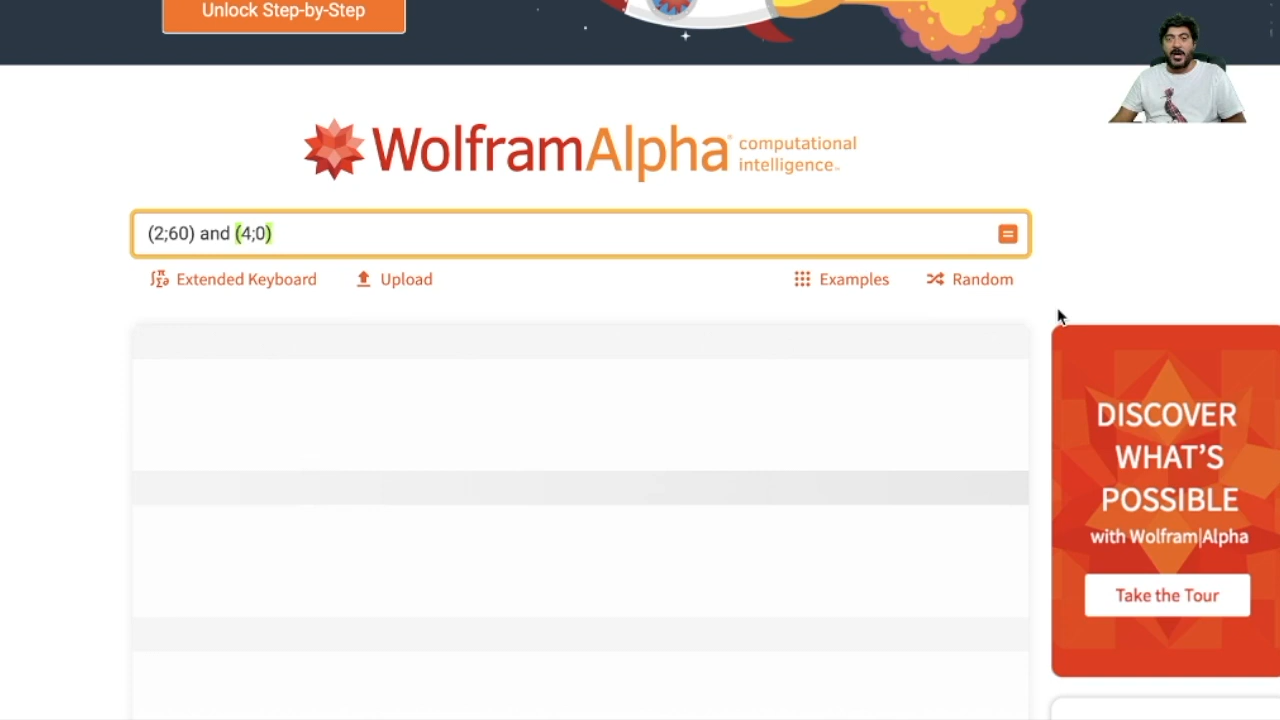 Unlock Step-by-Step
WolframAlpha computational intelligence™
(2;60) and (4;0)
Extended Keyboard Upload Examples Random
DISCOVER
WHAT'S
POSSIBLE
with Wolfram|Alpha
Take the Tour